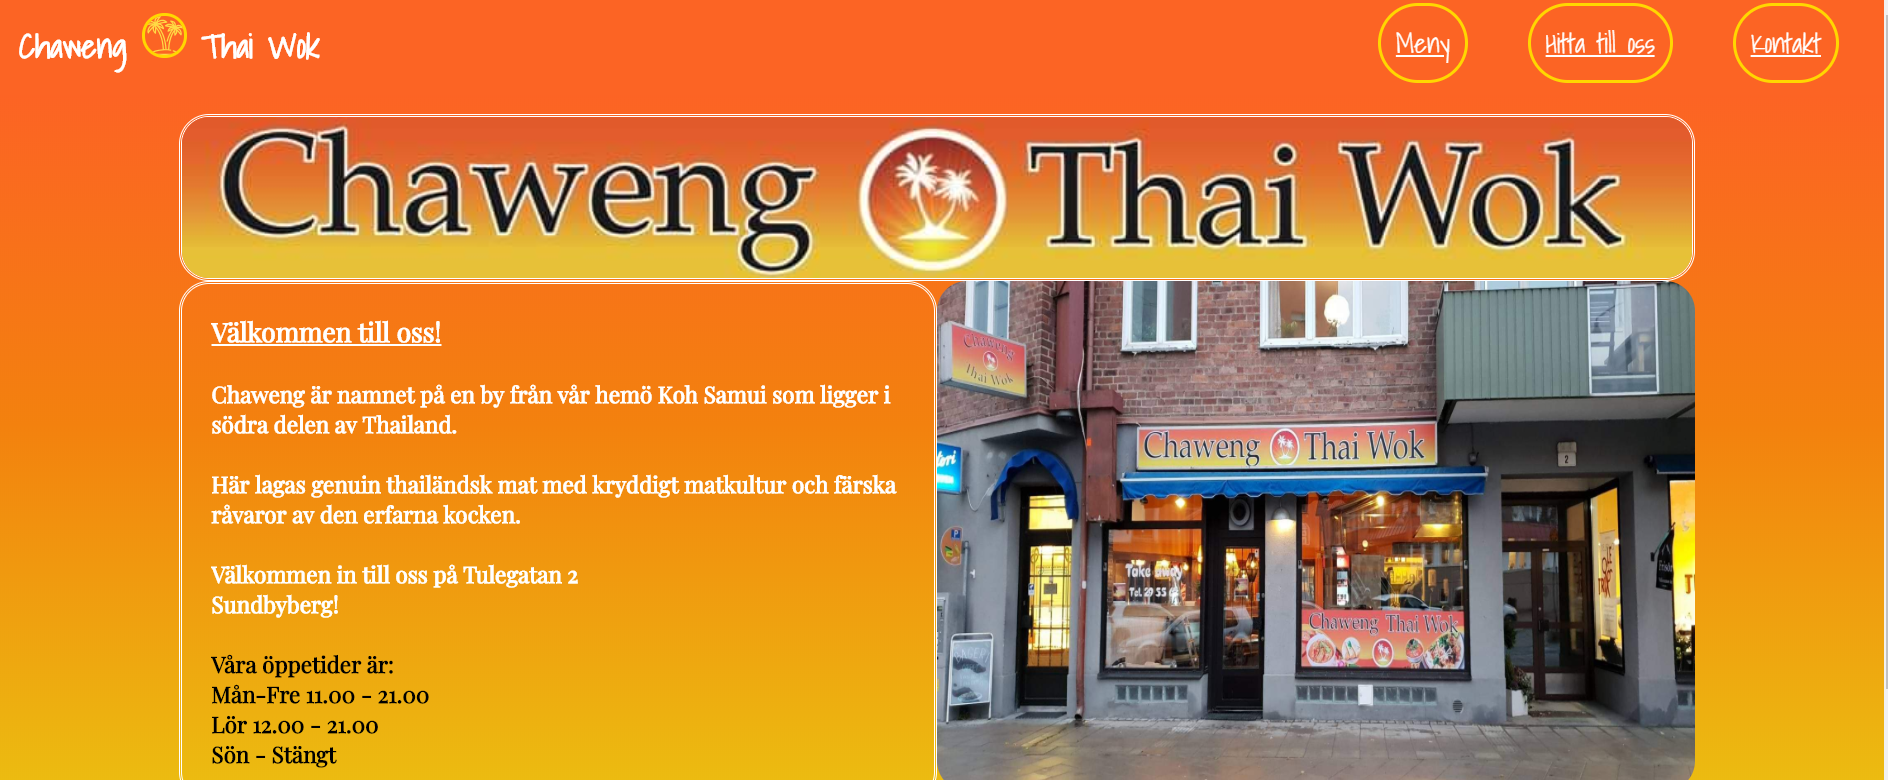 Chaweng Thai Wok
Meny
Hitta till oss
Kontakt
Chaweng Thai Wok
Välkommen till oss!
Chaweng är namnet på en by från vår hemö Koh Samui som ligger i
södra delen av Thailand.
Här lagas genuin thailändsk mat med kryddigt matkultur och färska
råvaror av den erfarna kocken.
Välkommen in till oss på Tulegatan 2
Sundbyberg!
Våra öppetider är:
Mån-Fre 11.00 - 21.00
Lör 12.00 - 21.00
Sön - Stängt
Chaweng
Thai Wok
Chaweng Thai Wok
2
Take away
Chaweng Thai Wok